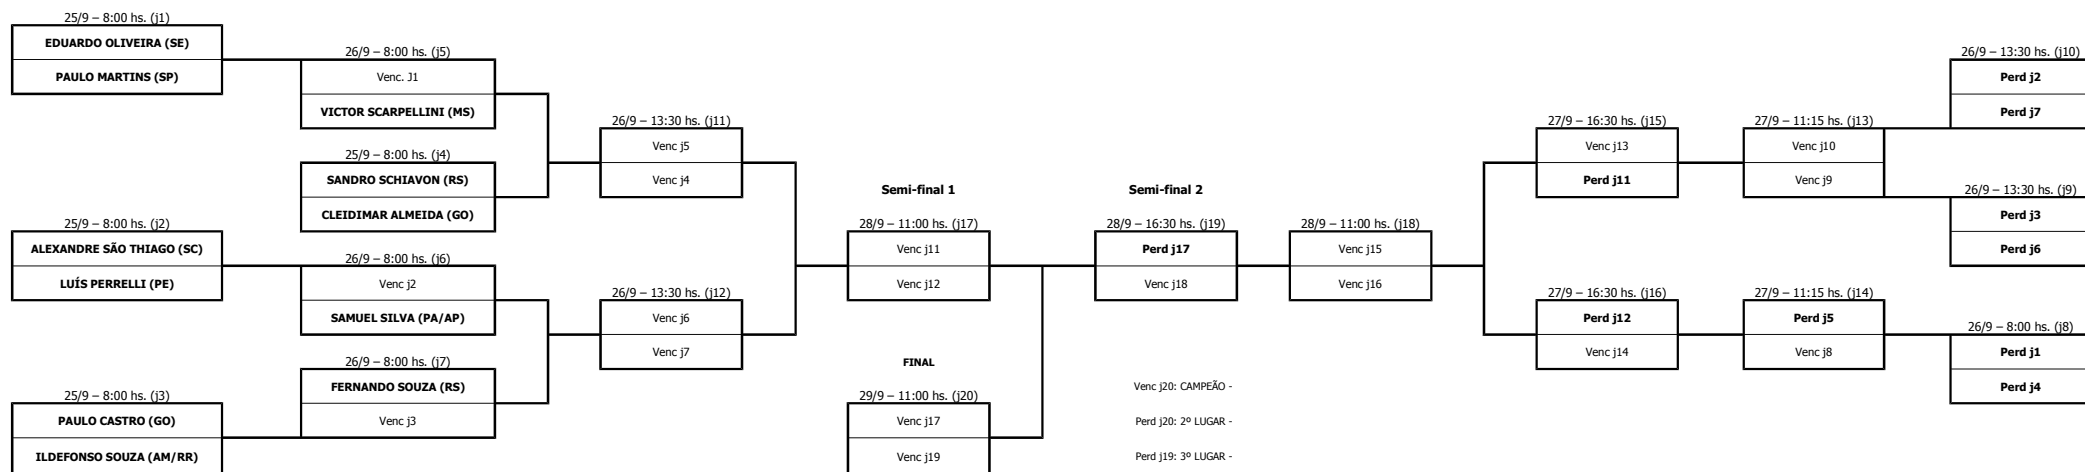 25/9 – 8:00 hs. (j1)
EDUARDO OLIVEIRA (SE)
PAULO MARTINS (SP)
25/9 – 8:00 hs. (j2)
ALEXANDRE SÃO THIAGO (SC)
LUÍS PERRELLI (PE)
25/9 – 8:00 hs. (j3)
PAULO CASTRO (GO)
ILDEFONSO SOUZA (AM/RR)
26/9 – 8:00 hs. (j5)
Venc. J1
VICTOR SCARPELLINI (MS)
25/9 – 8:00 hs. (j4)
SANDRO SCHIAVON (RS)
CLEIDIMAR ALMEIDA (GO)
26/9 – 8:00 hs. (j6)
Venc j2
SAMUEL SILVA (PA/AP)
26/9 – 8:00 hs. (j7)
FERNANDO SOUZA (RS)
Venc j3
26/9 – 13:30 hs. (j11)
Venc j5
Venc j4
26/9 – 13:30 hs. (j12)
Venc j6
Venc j7
Semi-final 1
28/9 – 11:00 hs. (j17)
Venc j11
Venc j12
FINAL
29/9 – 11:00 hs. (j20)
Venc j17
Venc j19
Semi-final 2
28/9 – 16:30 hs. (j19)
Perd j17
Venc j18
Venc j20: CAMPEÃO -
Perd j20: 2º LUGAR -
Perd j19: 3º LUGAR -
28/9 – 11:00 hs. (j18)
Venc j15
Venc j16
27/9 – 16:30 hs. (j15)
Venc j13
Perd j11
27/9 – 16:30 hs. (j16)
Perd j12
Venc j14
27/9 – 11:15 hs. (j13)
Venc j10
Venc j9
27/9 – 11:15 hs. (j14)
Perd j5
Venc j8
26/9 – 13:30 hs. (j10)
Perd j2
Perd j7
26/9 – 13:30 hs. (j9)
Perd j3
Perd j6
26/9 – 8:00 hs. (j8)
Perd j1
Perd j4